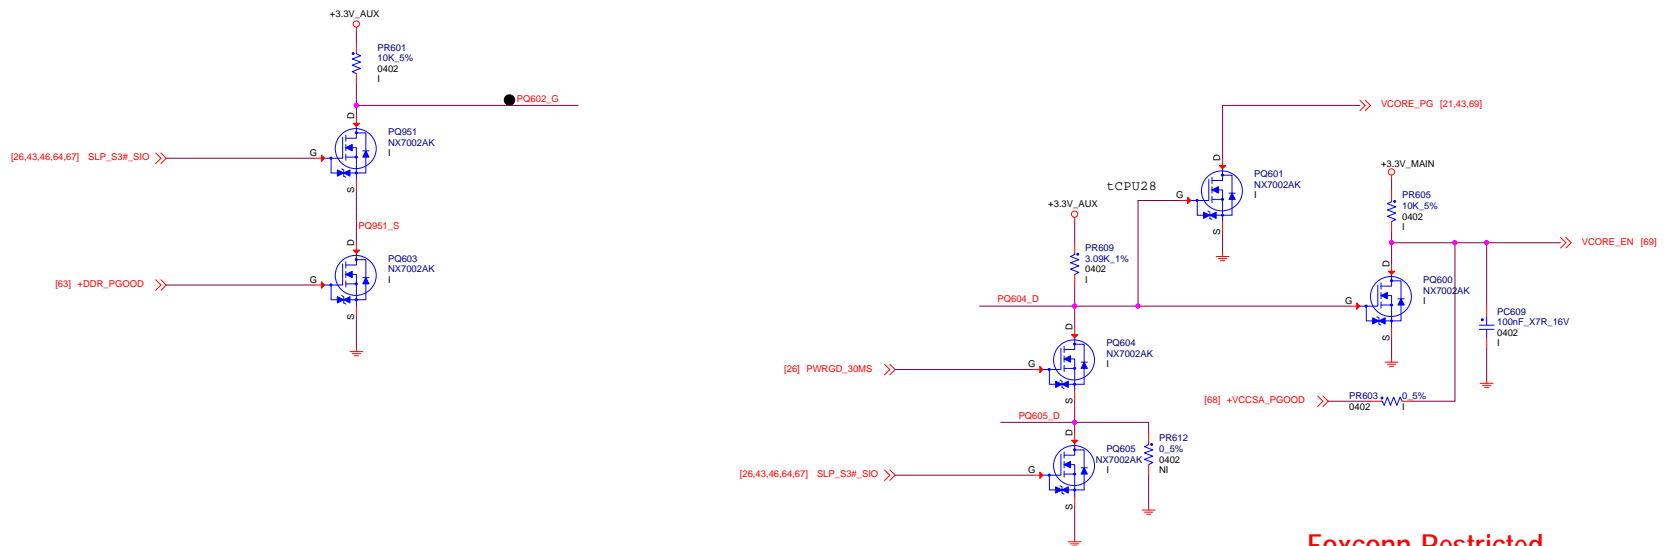 +3.3V_AUX
PR601
10K_5%
0402
I
PQ602_G
D
PQ951
NX7002AK
I
[26,43,46,64,67] SLP_S3#_SIO
G
S
PQ951_S
D
PQ603
NX7002AK
I
[63] +DDR_PGOOD
G
S
VCORE_PG [21,43,69]
D
PQ601
NX7002AK
I
tCPU28
G
S
+3.3V_AUX
PR609
3.09K_1%
0402
I
+3.3V_MAIN
PR605
10K_5%
0402
I
VCORE_EN [69]
D
PQ600
NX7002AK
I
PQ604_D
G
S
PC609
100nF_X7R_16V
0402
I
D
PQ604
NX7002AK
I
[26] PWRGD_30MS
G
S
[68] +VCCSA_PGOOD
PR603 0_5%
0402 I
PQ605_D
D
PQ605
NX7002AK
I
PR612
0_5%
0402
NI
[26,43,46,64,67] SLP_S3#_SIO
G
S
Foxconn Restricted